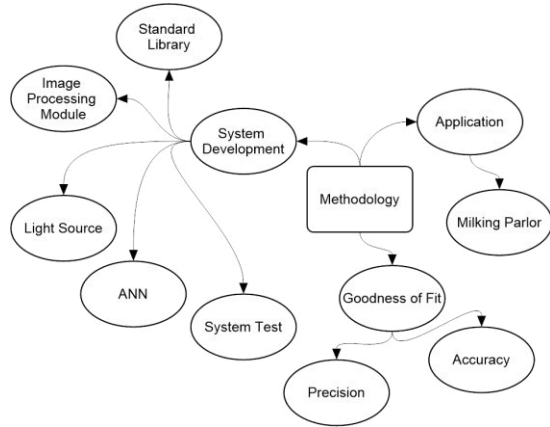 Standard
Library
Image
Processing
Module
System
Development
Application
Methodology
Light Source
Milking Parlor
ANN
Goodness of Fit
System Test
Accuracy
Precision